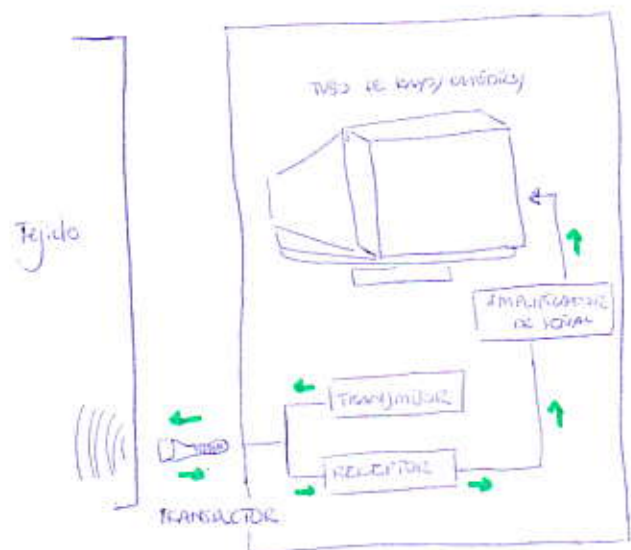 TUBO DE RAYOS CATÓDICOS
Tejido
AMPLIFICADOR
DE SEÑAL
TRANSMISOR
RECEPTOR
TRANSDUCTOR